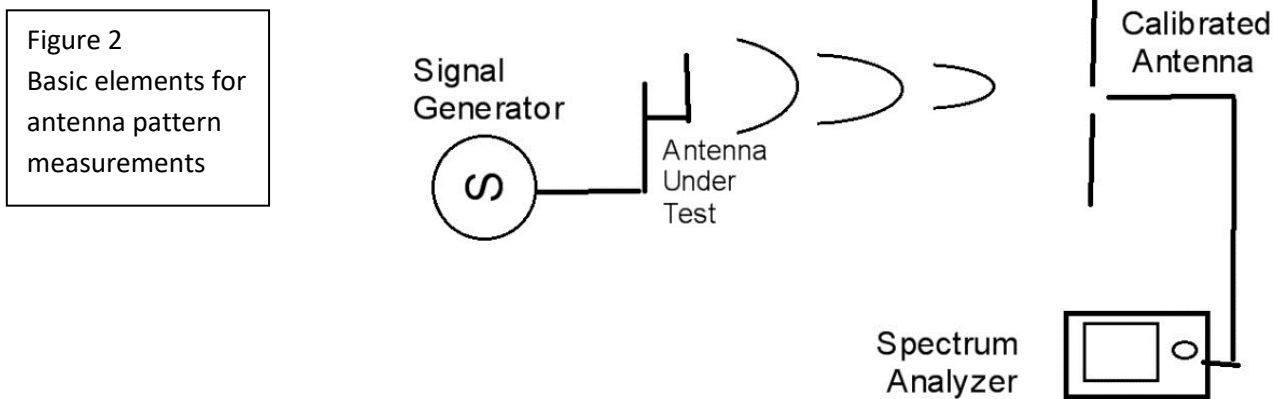 Figure 2
Basic elements for
antenna pattern
measurements
Signal
Generator
S
Antenna
Under
Test
Calibrated
Antenna
Spectrum
Analyzer